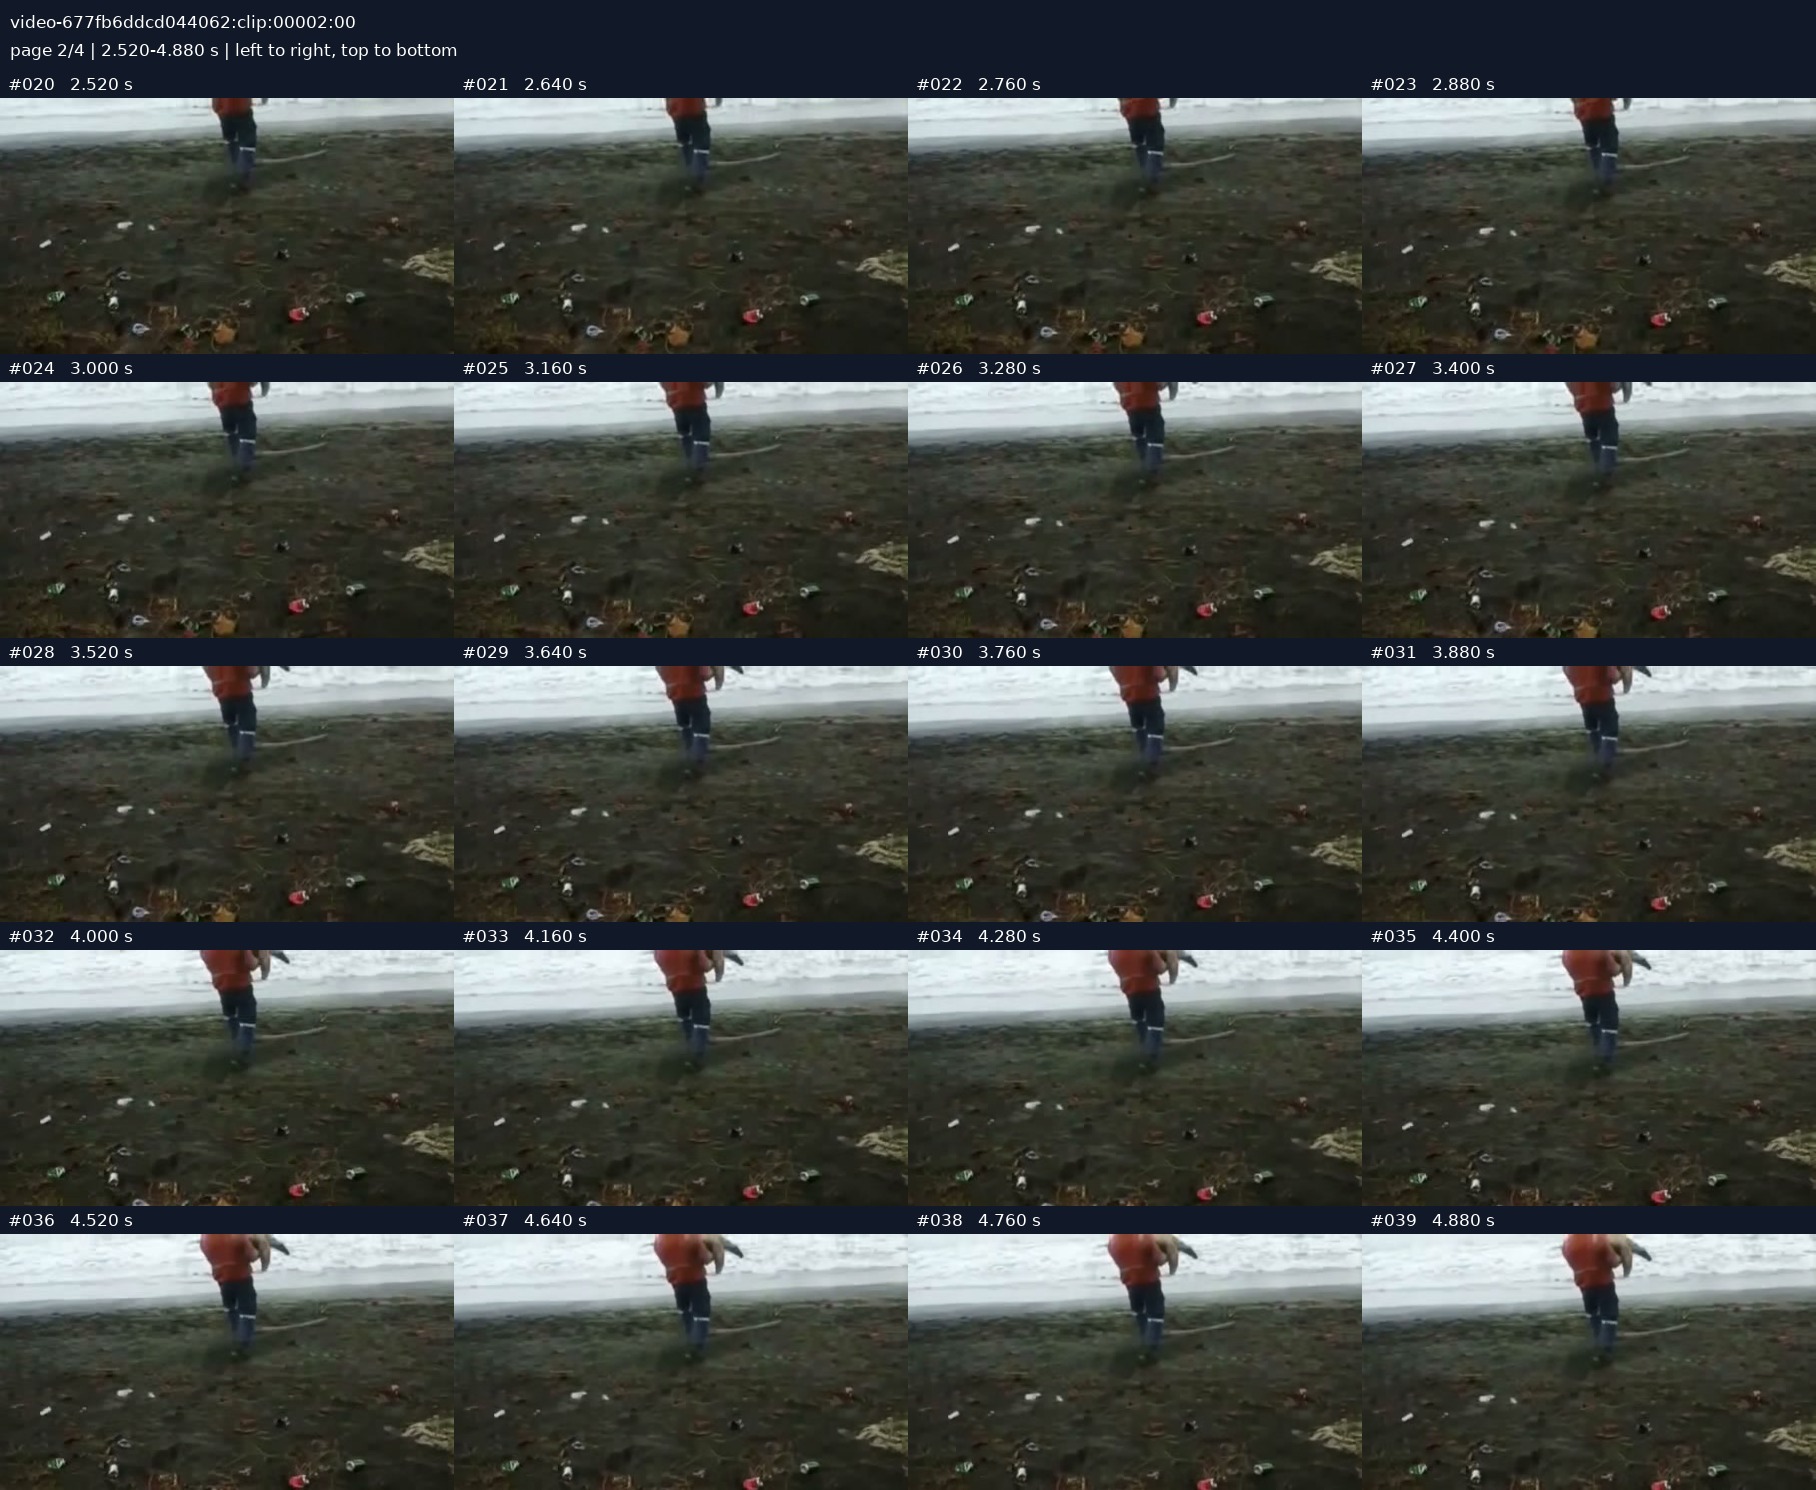 video-677fb6ddcd044062:clip:00002:00
page 2/4 | 2.520-4.880 s | left to right, top to bottom
#020 2.520 s
#021 2.640 s
#022 2.760 s
#023 2.880 s
#024 3.000 s
#025 3.160 s
#026 3.280 s
#027 3.400 s
#028 3.520 s
#029 3.640 s
#030 3.760 s
#031 3.880 s
#032 4.000 s
#033 4.160 s
#034 4.280 s
#035 4.400 s
#036 4.520 s
#037 4.640 s
#038 4.760 s
#039 4.880 s